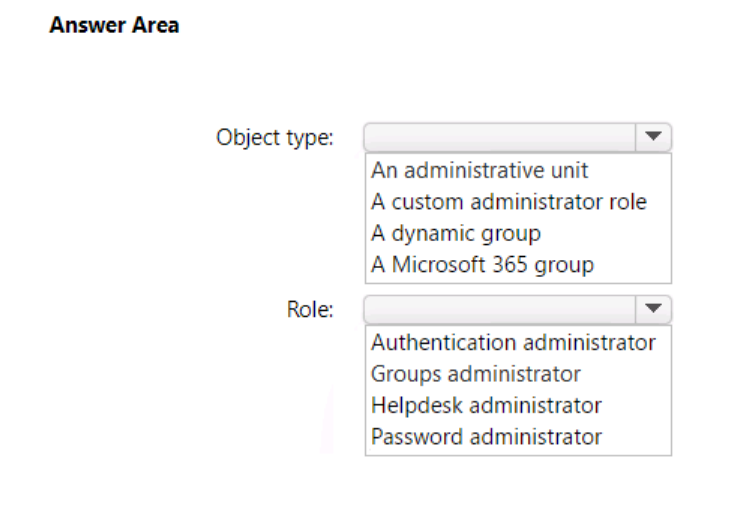 Answer Area
Object type:
An administrative unit
A custom administrator role
A dynamic group
A Microsoft 365 group
Role:
Authentication administrator
Groups administrator
Helpdesk administrator
Password administrator